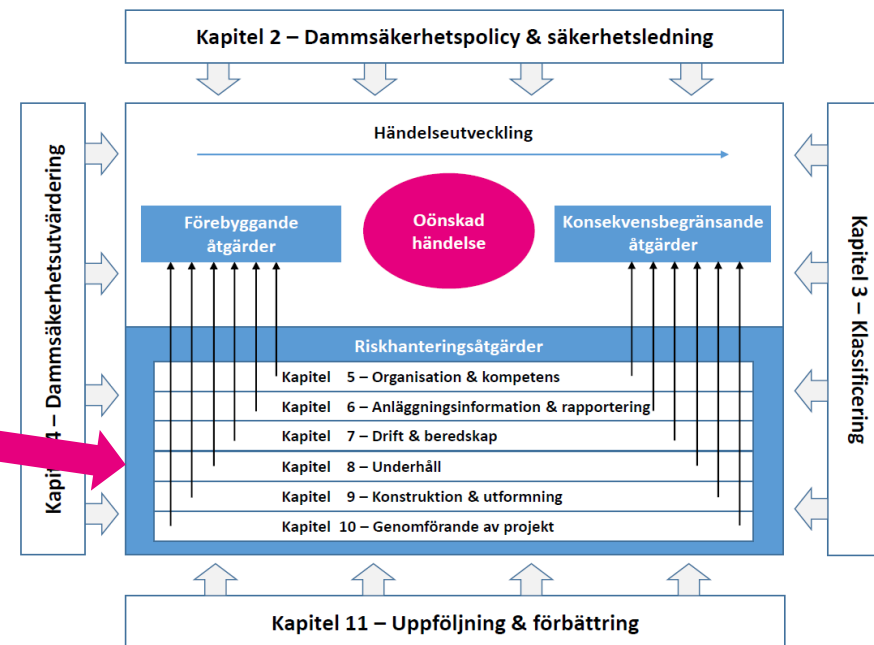 Kapitel 2 – Dammsäkerhetspolicy & säkerhetsledning
Händelseutveckling
Förebyggande
åtgärder
Oönskad
händelse
Konsekvensbegränsande
åtgärder
Riskhanteringsåtgärder
Kapitel 5 – Organisation & kompetens
Kapitel 6 – Anläggningsinformation & rapportering
Kapitel 7 – Drift & beredskap
Kapitel 8 – Underhåll
Kapitel 9 – Konstruktion & utformning
Kapitel 10 – Genomförande av projekt
Kapitel 4 – Dammsäkerhetsutvärdering
Kapitel 3 – Klassificering
Kapitel 11 – Uppföljning & förbättring